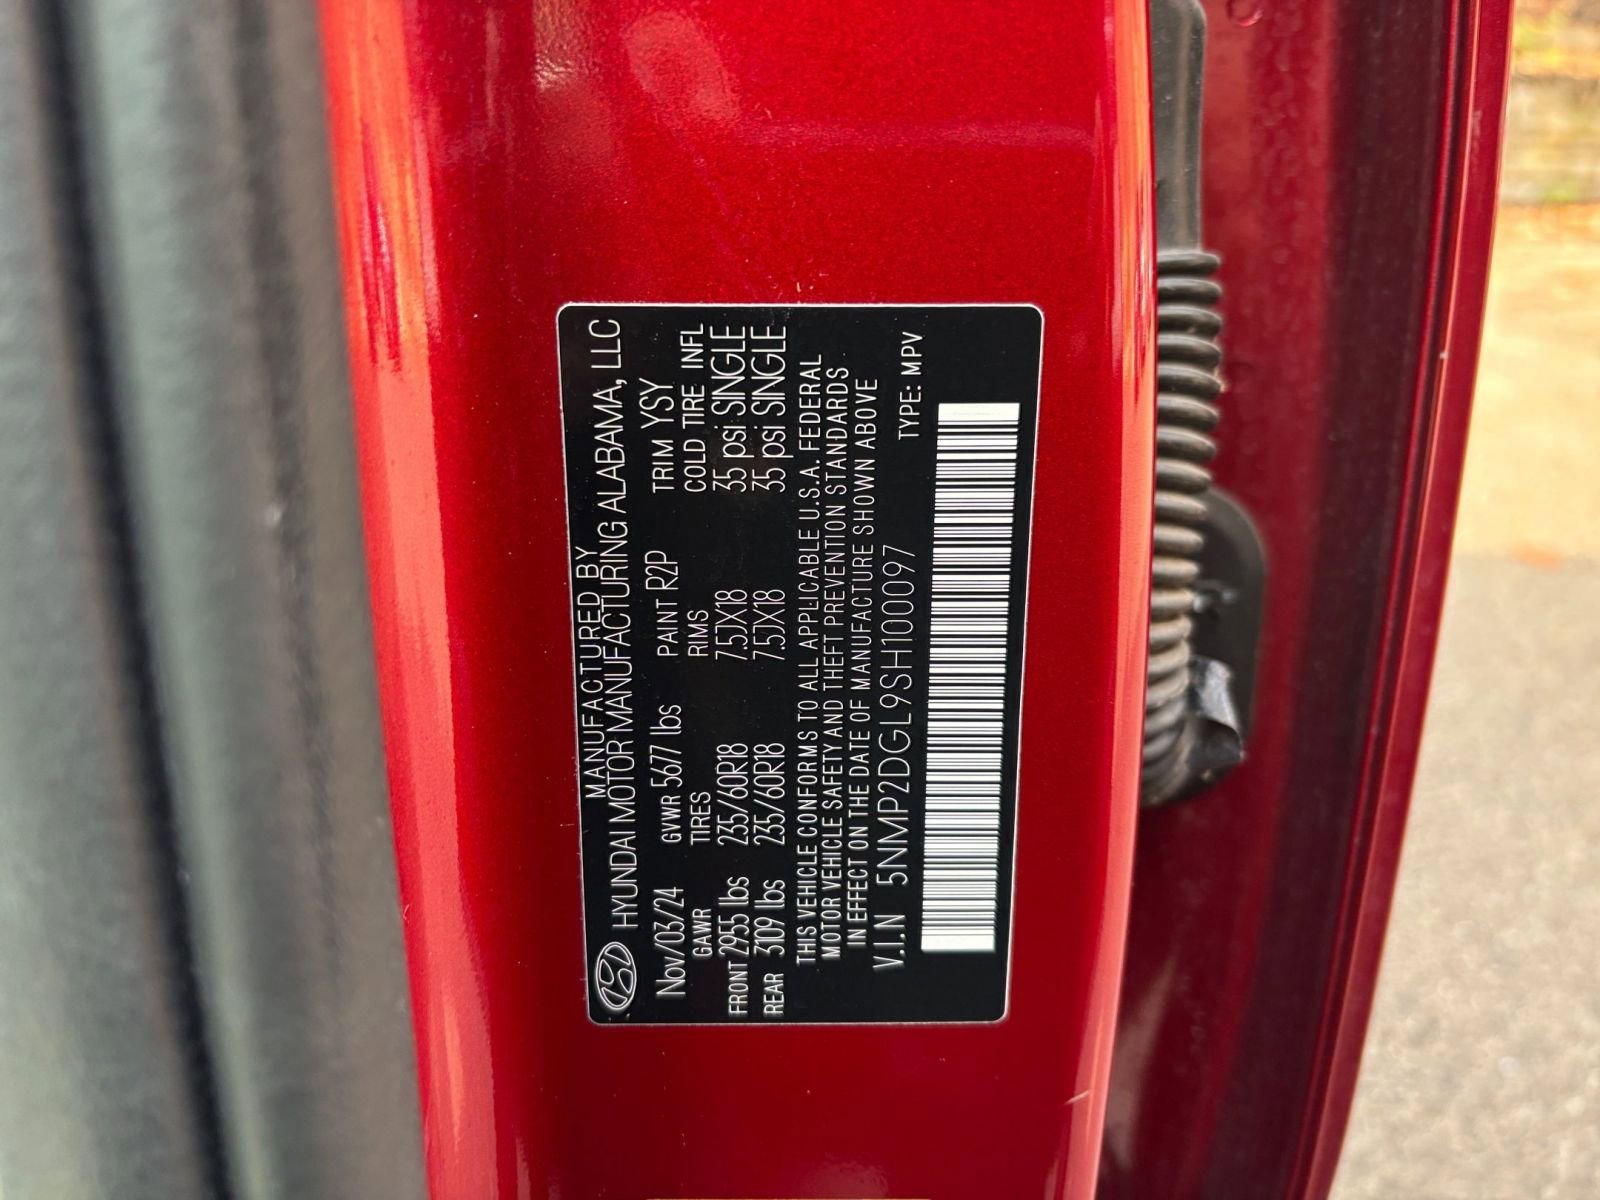 MANUFACTURED BY
HYUNDAI MOTOR MANUFACTURING ALABAMA, LLC
Nov/03/24 GVWR 5677 lbs PAINT R2P TRIM YSY
GAWR TIRES RIMS COLD TIRE INFL
FRONT 2955 lbs 235/60R18 7.5JX18 35 psi SINGLE
REAR 3109 lbs 235/60R18 7.5JX18 35 psi SINGLE
THIS VEHICLE CONFORMS TO ALL APPLICABLE U.S.A. FEDERAL
MOTOR VEHICLE SAFETY AND THEFT PREVENTION STANDARDS
IN EFFECT ON THE DATE OF MANUFACTURE SHOWN ABOVE
V.I.N 5NMP2DGL9SH100097 TYPE: MPV